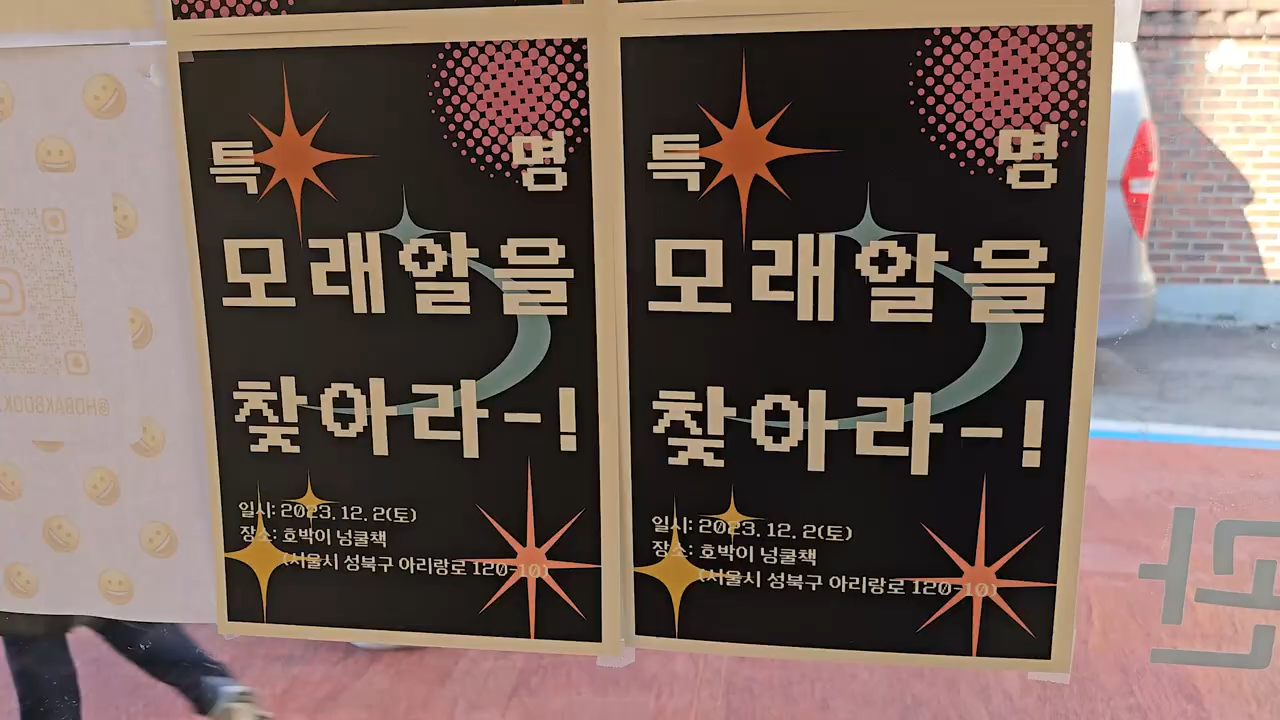 특 명
모래알을
찾아라-!
일시: 2023. 12. 2(토)
장소: 호박이 넝쿨책
(서울시 성북구 아리랑로 120-10)
특 명
모래알을
찾아라-!
일시: 2023. 12. 2(토)
장소: 호박이 넝쿨책
(서울시 성북구 아리랑로 120-10)